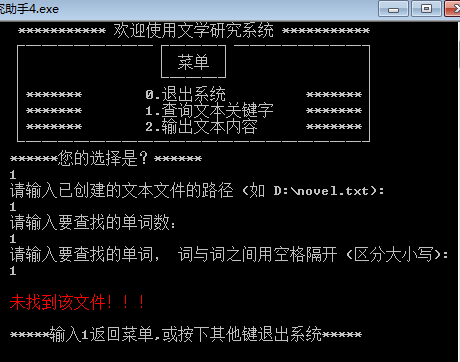 究助手4.exe
*********** 欢迎使用文学研究系统 ***********
菜单
******* 0.退出系统 *******
******* 1.查询文本关键字 *******
******* 2.输出文本内容 *******
******您的选择是？******
1
请输入已创建的文本文件的路径 (如 D:\novel.txt):
1
请输入要查找的单词数:
1
请输入要查找的单词， 词与词之间用空格隔开 (区分大小写):
1
未找到该文件！！！
*****输入1返回菜单,或按下其他键退出系统*****